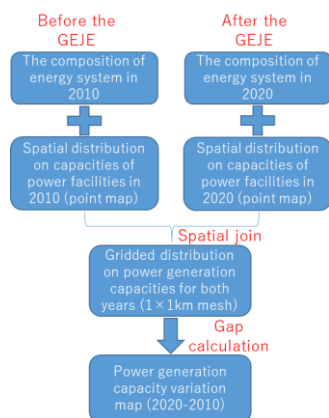 Before the
GEJE
After the
GEJE
The composition of
energy system in
2010
The composition of
energy system in
2020
Spatial distribution
on capacities of
power facilities in
2010 (point map)
Spatial distribution
on capacities of
power facilities in
2020 (point map)
Spatial join
Gridded distribution
on power generation
capacities for both
years (1×1km mesh)
Gap
calculation
Power generation
capacity variation
map (2020-2010)